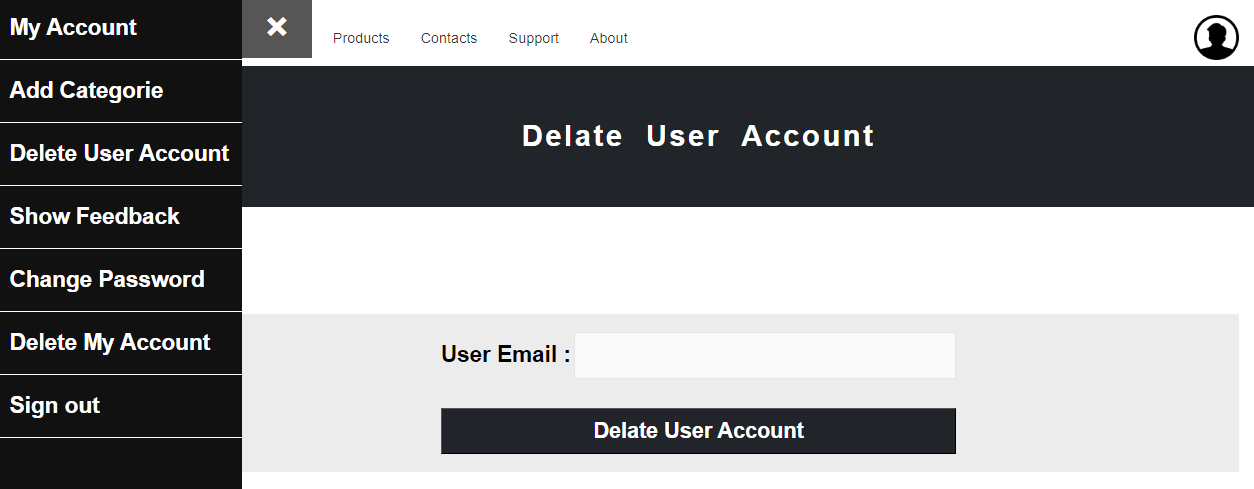 My Account
Add Categorie
Delete User Account
Show Feedback
Change Password
Delete My Account
Sign out
×
Products Contacts Support About
Delate User Account
User Email :
Delate User Account